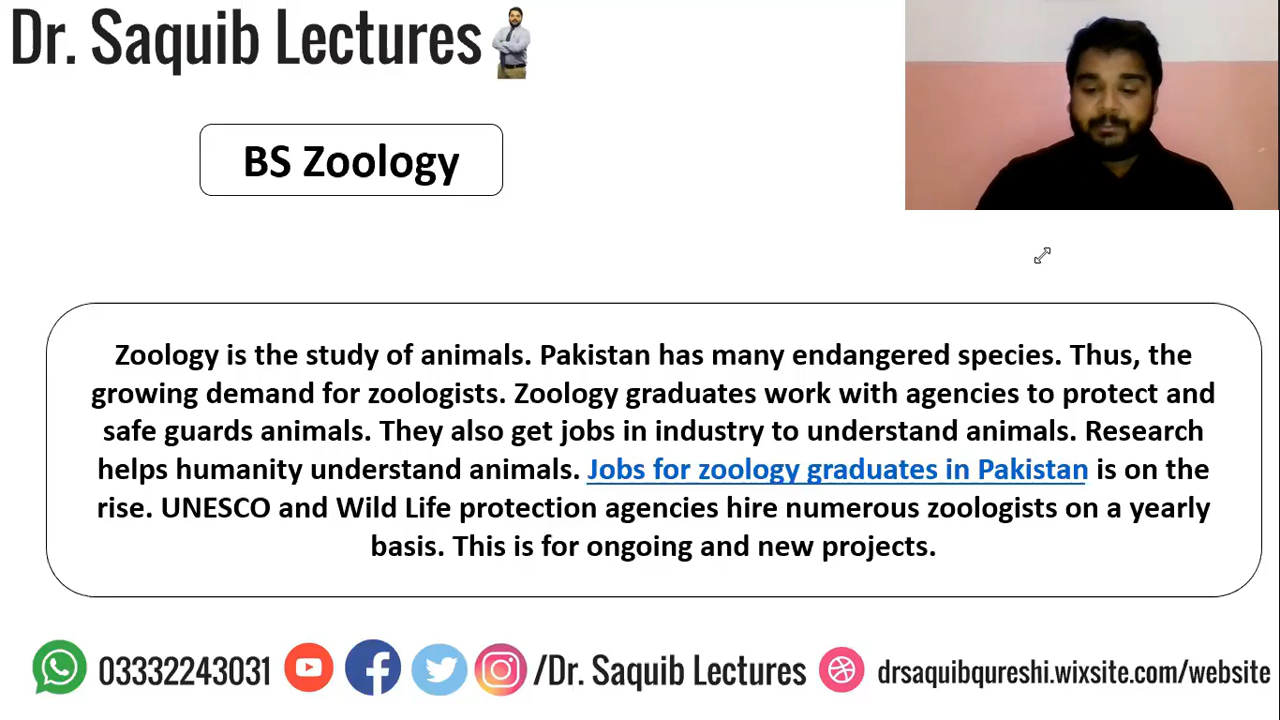 Dr. Saquib Lectures
BS Zoology
Zoology is the study of animals. Pakistan has many endangered species. Thus, the
growing demand for zoologists. Zoology graduates work with agencies to protect and
safe guards animals. They also get jobs in industry to understand animals. Research
helps humanity understand animals. Jobs for zoology graduates in Pakistan is on the
rise. UNESCO and Wild Life protection agencies hire numerous zoologists on a yearly
basis. This is for ongoing and new projects.
03332243031 /Dr. Saquib Lectures drsaquibqureshi.wixsite.com/website